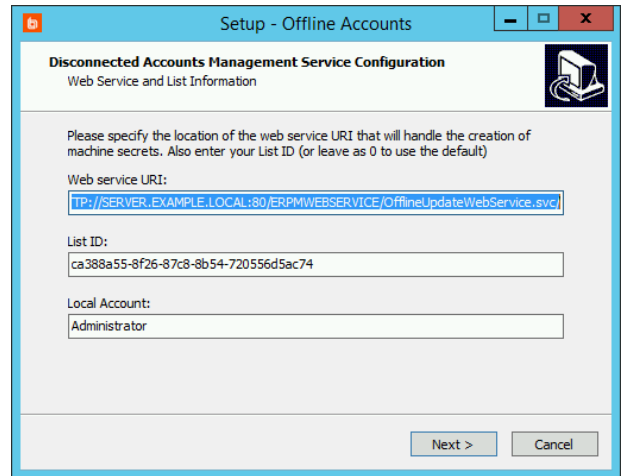 Setup - Offline Accounts
Disconnected Accounts Management Service Configuration
Web Service and List Information
Please specify the location of the web service URI that will handle the creation of
machine secrets. Also enter your List ID (or leave as 0 to use the default)
Web service URI:
TP://SERVER.EXAMPLE.LOCAL:80/ERPMWEBSERVICE/OfflineUpdateWebService.svc/
List ID:
ca388a55-8f26-87c8-8b54-720556d5ac74
Local Account:
Administrator
Next >
Cancel